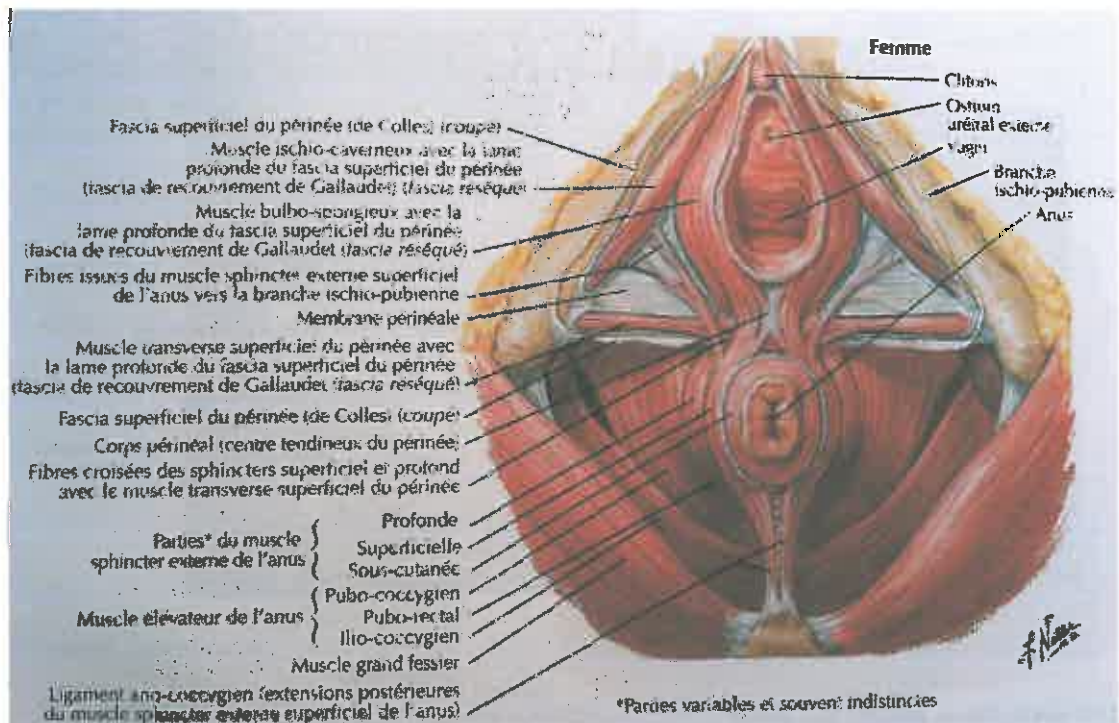 Femme
Clitoris
Ostium
urétral externe
Vagin
Branche
ischio-pubienne
Anus
Fascia superficiel du périnée (de Colles) (coupe)
Muscle ischio-caverneux avec la lame
profonde du fascia superficiel du périnée
(fascia de recouvrement de Gallaudet) (fascia réséqué)
Muscle bulbo-spongieux avec la
lame profonde du fascia superficiel du périnée
(fascia de recouvrement de Gallaudet (fascia réséqué)
Fibres issues du muscle sphincter externe superficiel
de l'anus vers la branche ischio-pubienne
Membrane périnéale
Muscle transverse superficiel du périnée avec
la lame profonde du fascia superficiel du périnée
(fascia de recouvrement de Gallaudet (fascia réséqué)
Fascia superficiel du périnée (de Colles) (coupe)
Corps périnéal (centre tendineux du périnée)
Fibres croisées des sphincters superficiel et profond
avec le muscle transverse superficiel du périnée
Parties* du muscle
sphincter externe de l'anus
Profonde
Superficielle
Sous-cutanée
Muscle élévateur de l'anus
Pubo-coccygien
Pubo-rectal
Ilio-coccygien
Muscle grand fessier
Ligament ano-coccygien (extensions postérieures
du muscle sphincter externe superficiel de l'anus)
*Parties variables et souvent indistinctes